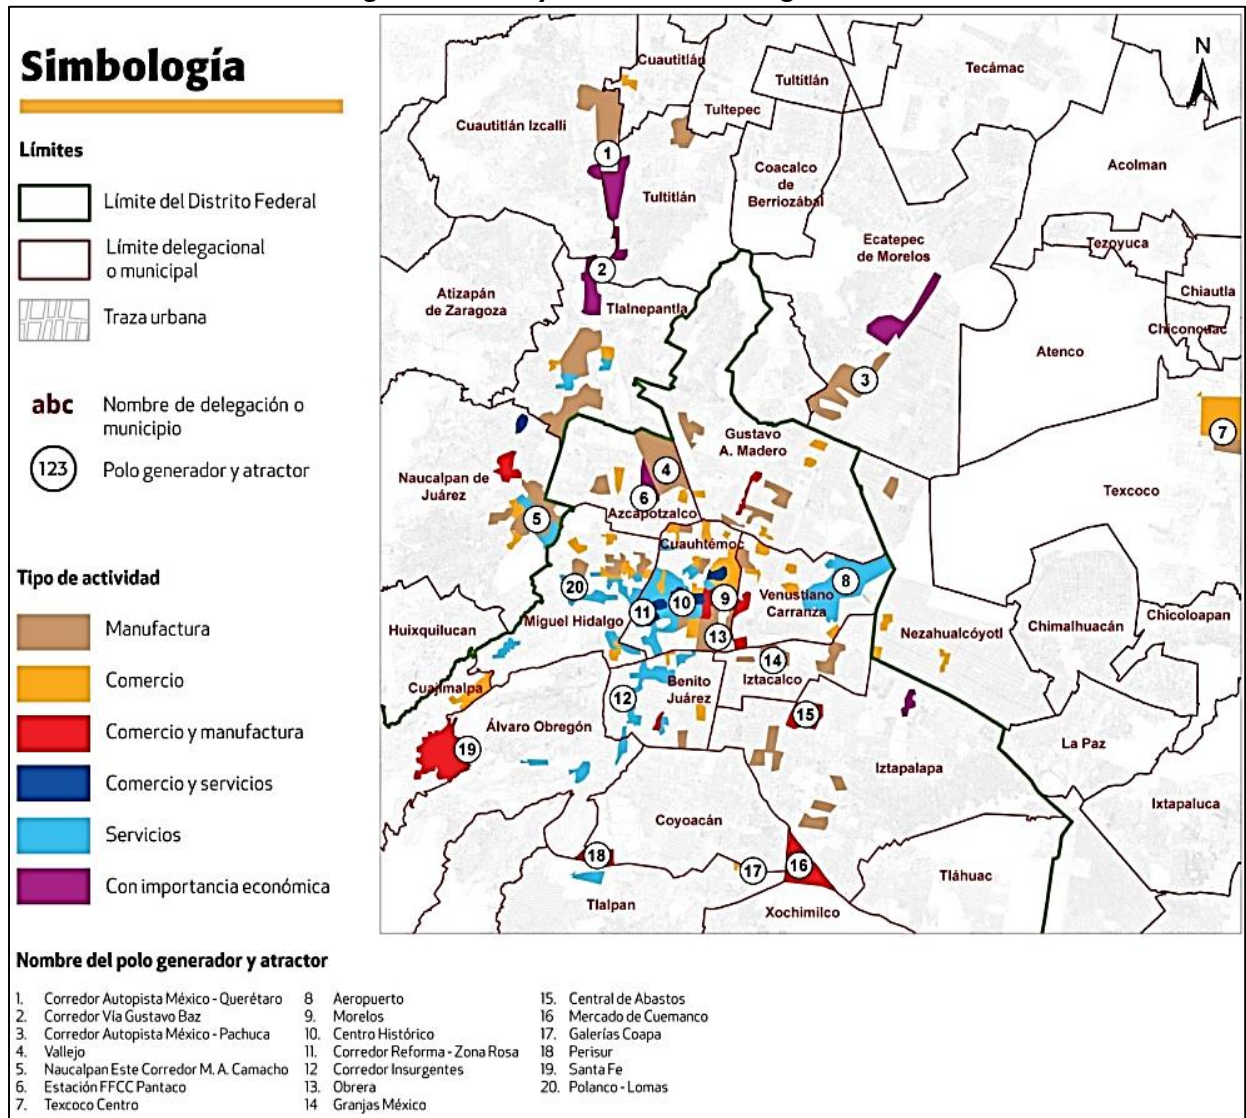 Simbología
Límites
Límite del Distrito Federal
Límite delegacional
o municipal
Traza urbana
abc
Nombre de delegación o
municipio
123
Polo generador y atractor
Tipo de actividad
Manufactura
Comercio
Comercio y manufactura
Comercio y servicios
Servicios
Con importancia económica
N
Cuautitlán
Tultitlán
Tecámac
Tultepec
Cuautitlán Izcalli
1
Coacalco
de
Berriozábal
Acolman
Tultitlán
Tezoyuca
Ecatepec
de Morelos
2
Atizapán
de Zaragoza
Tlalnepantla
Chiautla
Chiconcuac
Atenco
3
7
Gustavo
A. Madero
4
Naucalpan de
Juárez
6
Azcapotzalco
5
Texcoco
Cuauhtémoc
20
8
11
10
9
Venustiano
Carranza
Miguel Hidalgo
13
Huixquilucan
Nezahualcóyotl
Chimalhuacán
Chicoloapan
14
Iztacalco
Cuajimalpa
Benito
Juárez
12
15
Álvaro Obregón
19
La Paz
Iztapalapa
Ixtapaluca
Coyoacán
18
17
16
Tláhuac
Tlalpan
Xochimilco
Nombre del polo generador y atractor
1. Corredor Autopista México - Querétaro
2. Corredor Vía Gustavo Baz
3. Corredor Autopista México - Pachuca
4. Vallejo
5. Naucalpan Este Corredor M. A. Camacho
6. Estación FFCC Pantaco
7. Texcoco Centro
8 Aeropuerto
9. Morelos
10. Centro Histórico
11. Corredor Reforma - Zona Rosa
12 Corredor Insurgentes
13. Obrera
14 Granjas México
15. Central de Abastos
16 Mercado de Cuemanco
17. Galerías Coapa
18 Perisur
19. Santa Fe
20. Polanco - Lomas